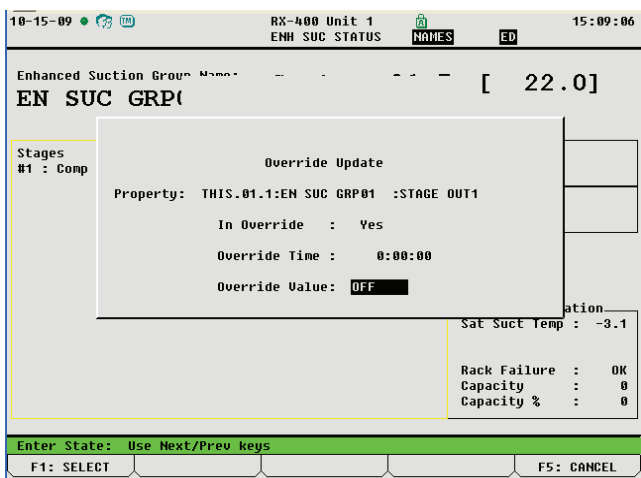 10-15-09 TM RX-400 Unit 1 15:09:06
ENH SUC STATUS NAMES ED
Enhanced Suction Group Name:
EN SUC GRP [ 22.0]
Stages
#1 : Comp
Override Update
Property: THIS.01.1:EN SUC GRP01 :STAGE OUT1
In Override : Yes
Override Time : 0:00:00
Override Value: OFF
Sat Suct Temp : -3.1
Rack Failure : OK
Capacity : 0
Capacity % : 0
Enter State: Use Next/Prev keys
F1: SELECT F5: CANCEL